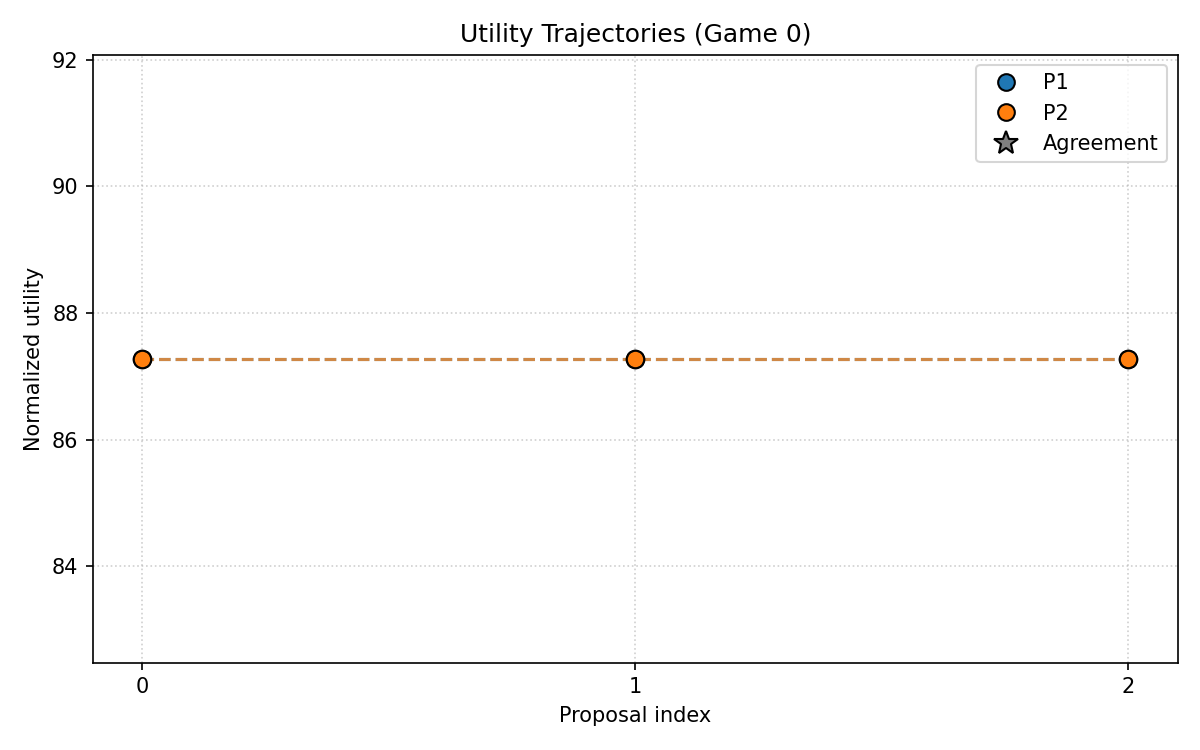 Utility Trajectories (Game 0)
92
90
88
86
84
Normalized utility
P1
P2
Agreement
0
1
2
Proposal index